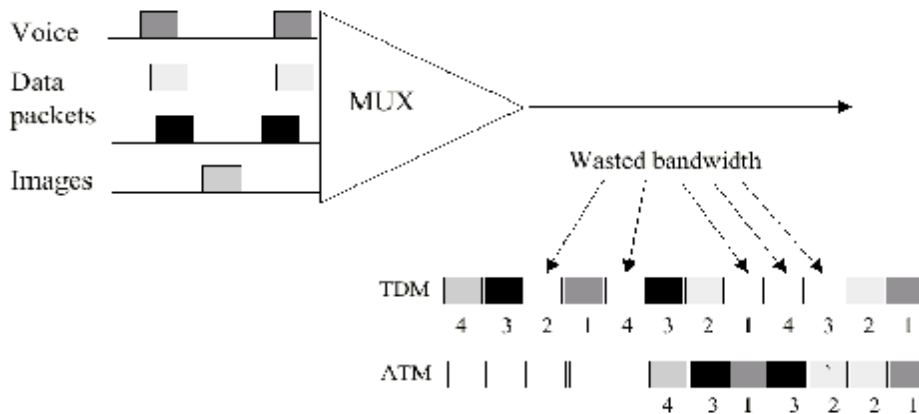 Voice
Data
packets
Images
MUX
Wasted bandwidth
TDM
4 3 2 1 4 3 2 1 4 3 2 1
ATM
4 3 1 3 2 2 1